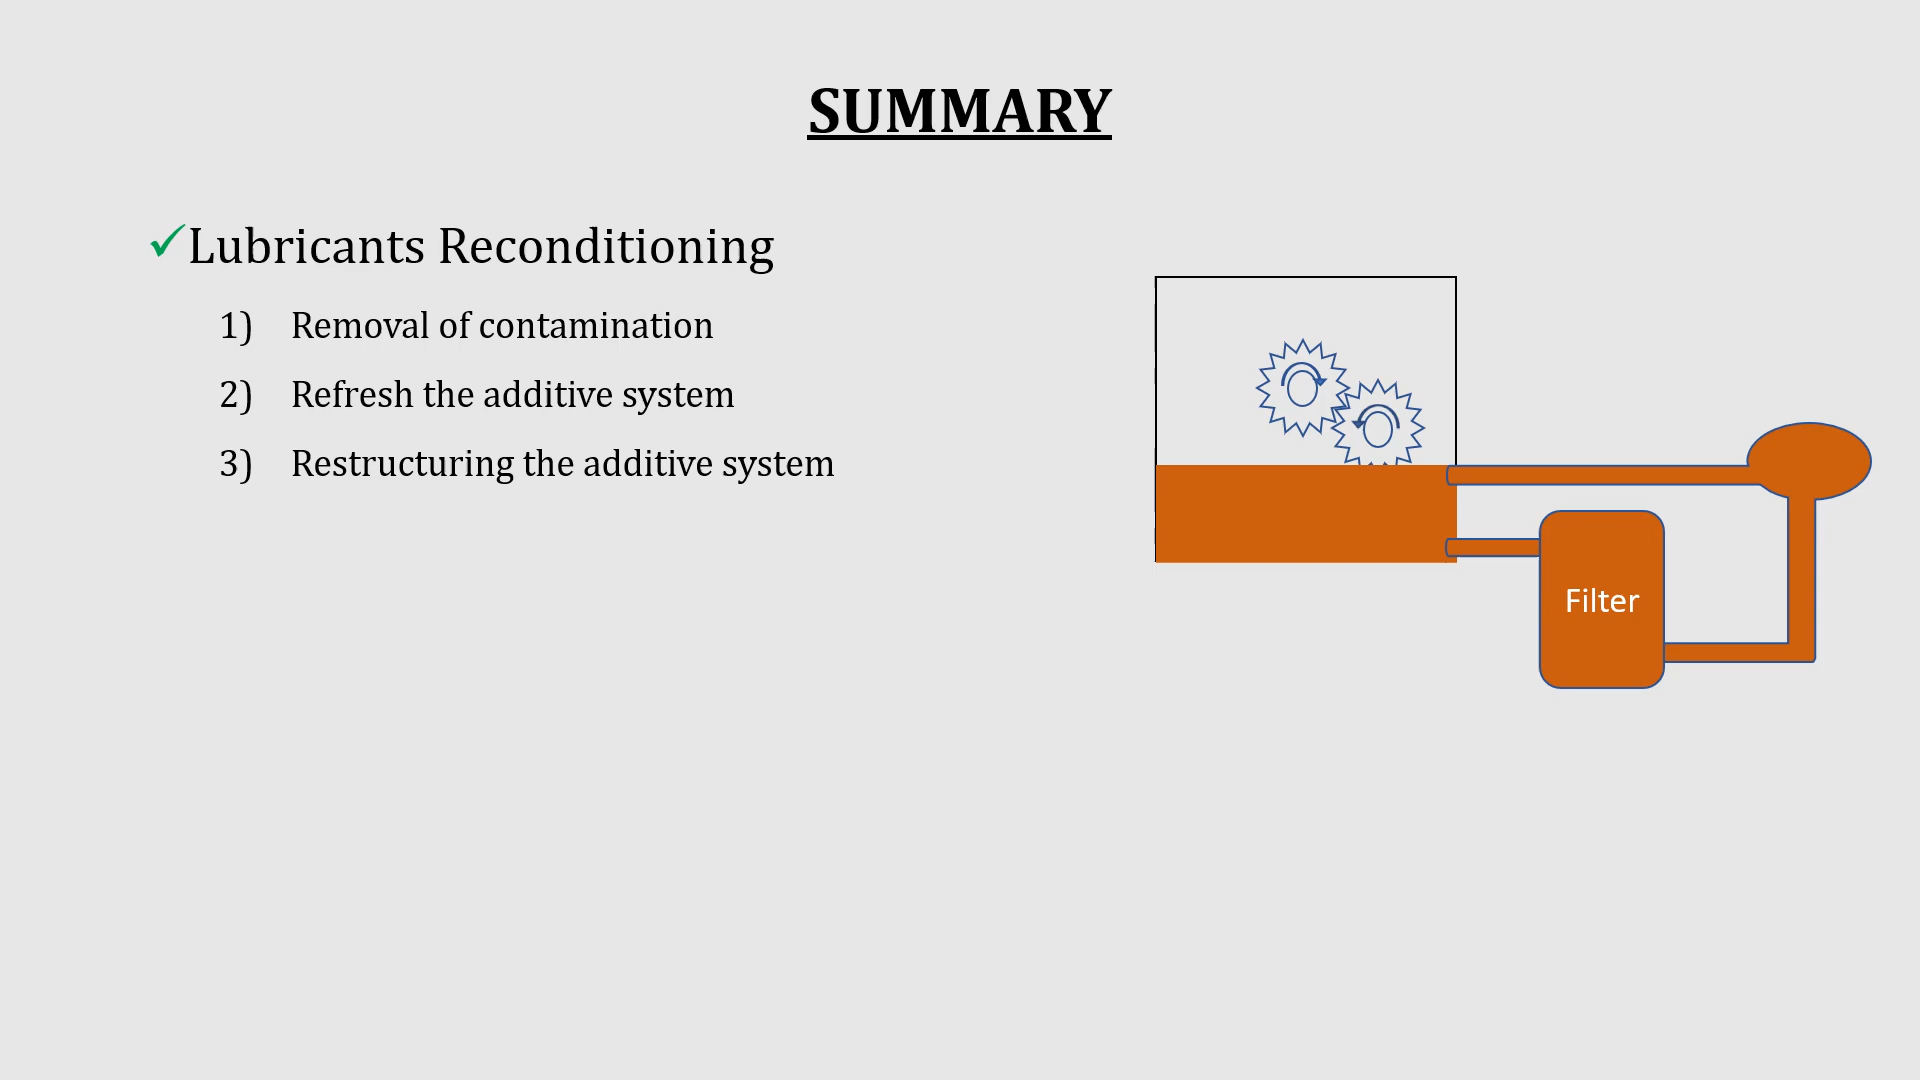 SUMMARY
✓Lubricants Reconditioning
1) Removal of contamination
2) Refresh the additive system
3) Restructuring the additive system
Filter